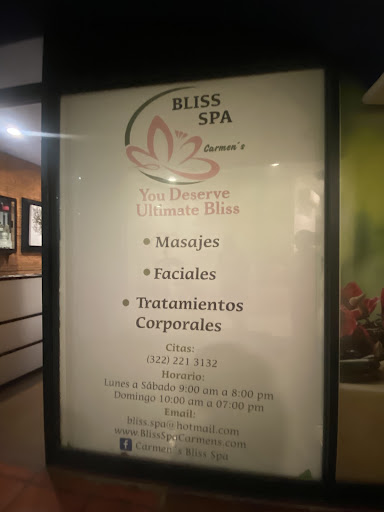 BLISS
SPA
Carmen´s
You Deserve
Ultimate Bliss
• Masajes
• Faciales
• Tratamientos
Corporales
Citas:
(322) 221 3132
Horario:
Lunes a Sábado 9:00 am a 8:00 pm
Domingo 10:00 am a 07:00 pm
Email:
bliss.spa@hotmail.com
www.BlissSpaCarmens.com
f Carmen´s Bliss Spa